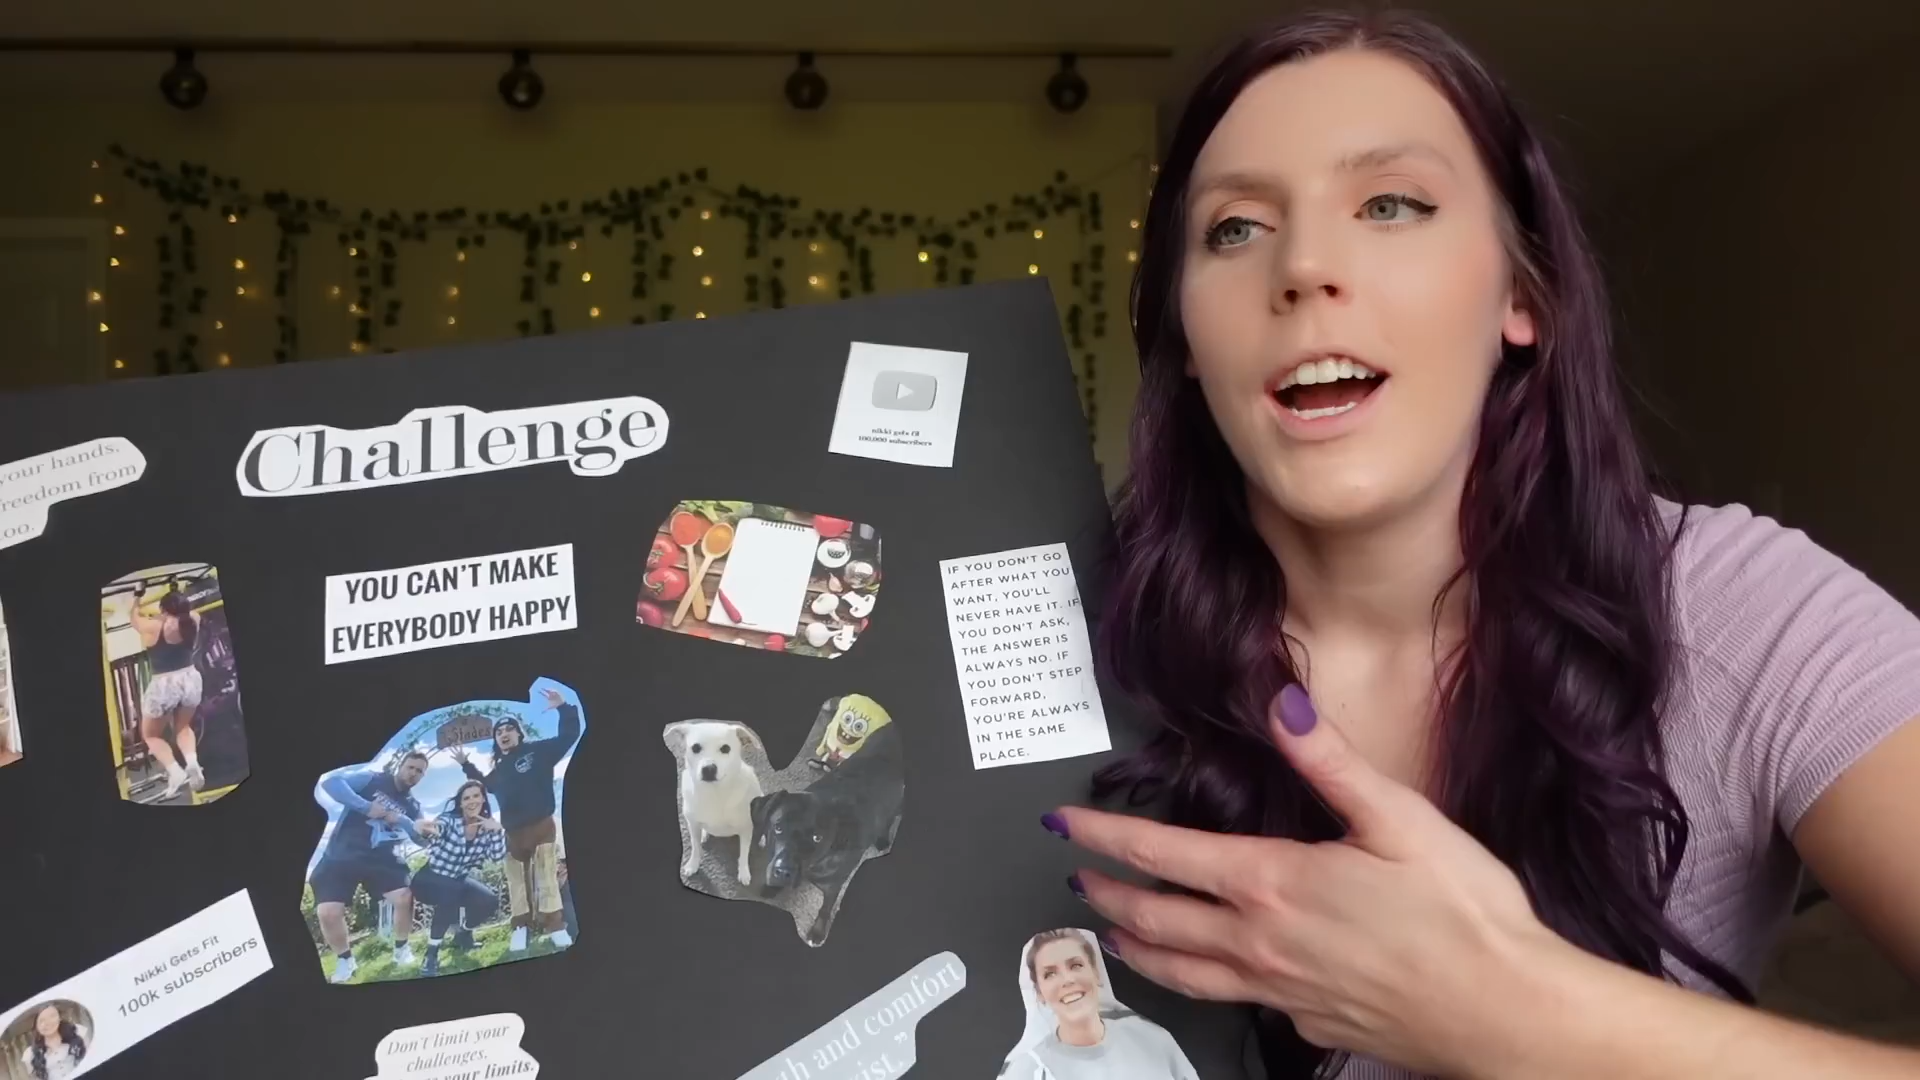 your hands.
freedom from
too.
Challenge
nikki gets fit
100,000 subscribers
YOU CAN'T MAKE
EVERYBODY HAPPY
IF YOU DON'T GO
AFTER WHAT YOU
WANT, YOU'LL
NEVER HAVE IT. IF
YOU DON'T ASK,
THE ANSWER IS
ALWAYS NO. IF
YOU DON'T STEP
FORWARD,
YOU'RE ALWAYS
IN THE SAME
PLACE.
Nikki Gets Fit
100k subscribers
Don't limit your
challenges,
your limits.
and comfort